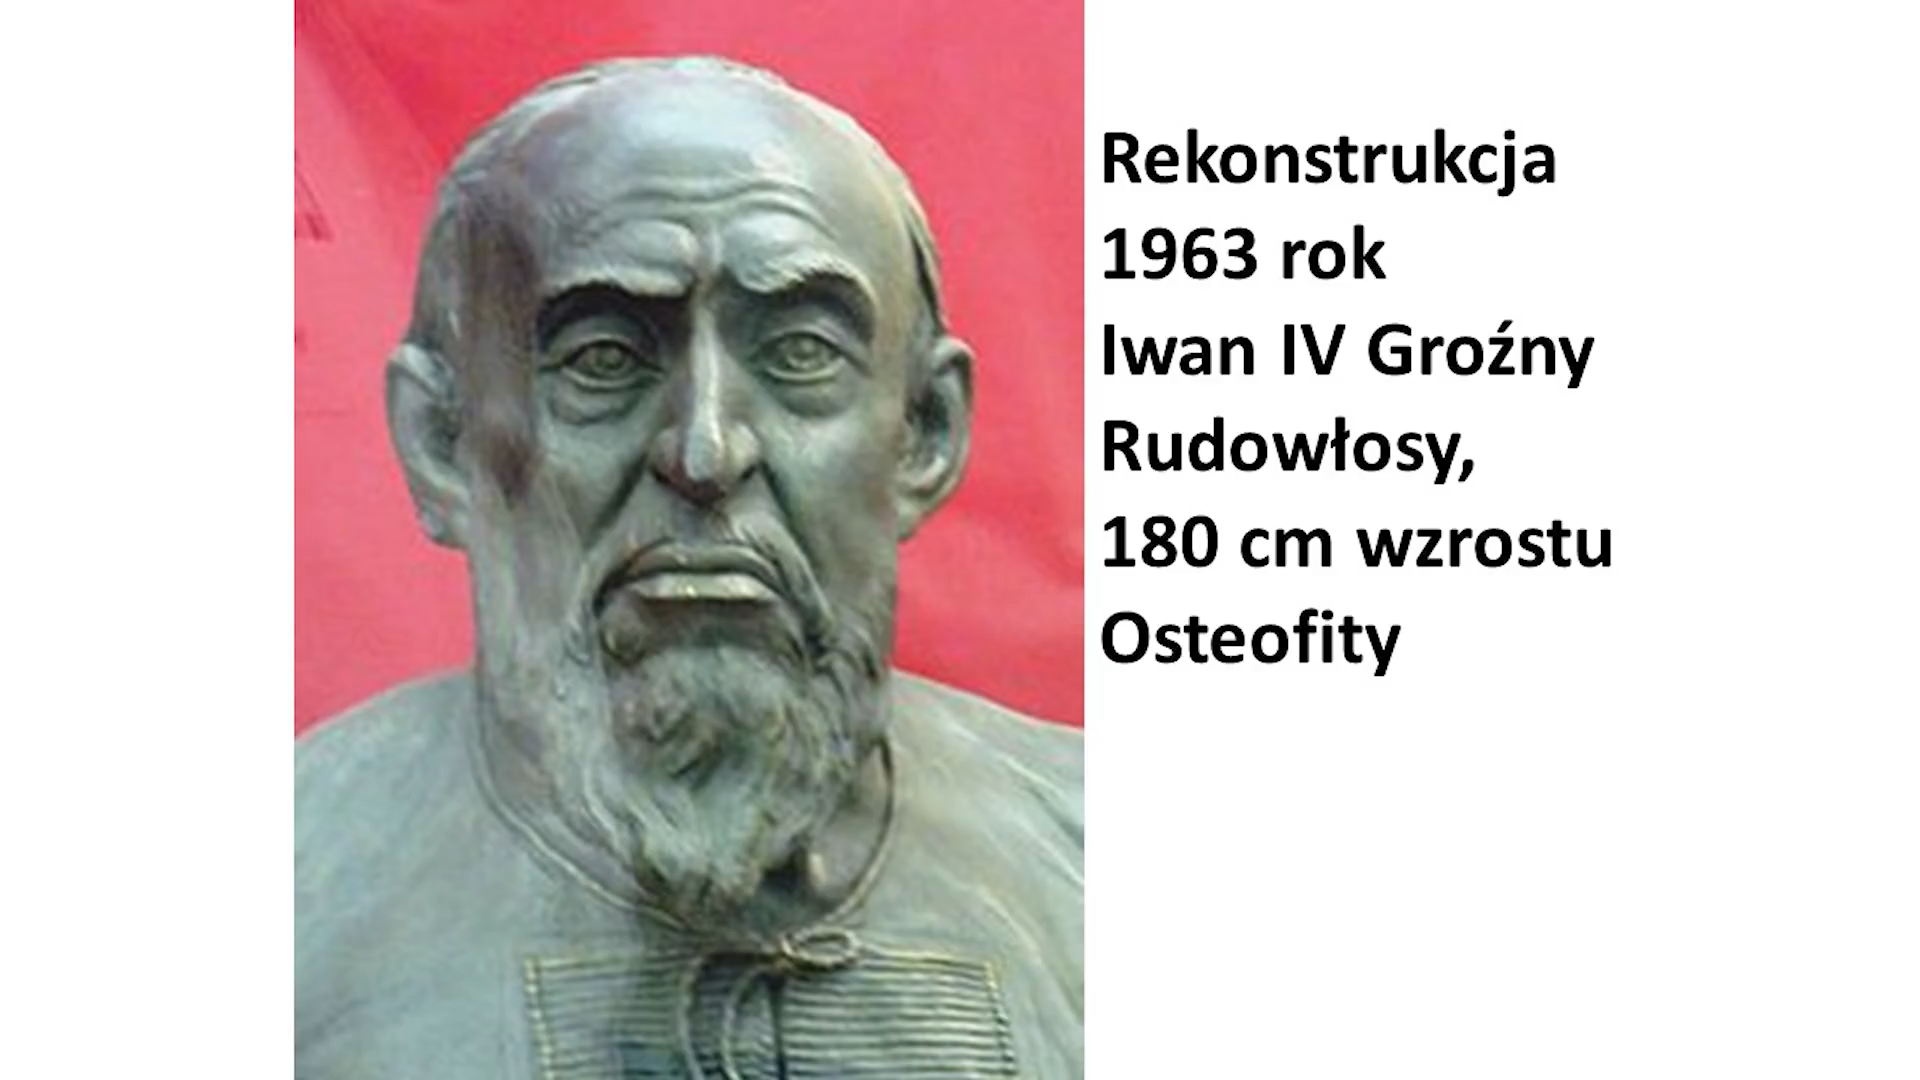 Rekonstrukcja
1963 rok
Iwan IV Groźny
Rudowłosy,
180 cm wzrostu
Osteofity